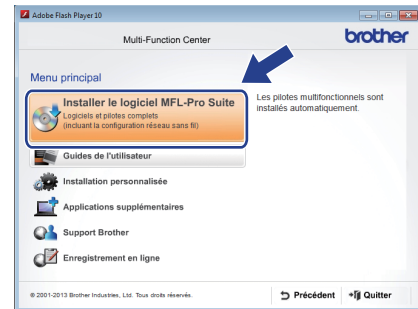 Adobe Flash Player 10
Multi-Function Center
brother
Menu principal
Installer le logiciel MFL-Pro Suite
Logiciels et pilotes complets
(incluant la configuration réseau sans fil)
Les pilotes multifonctionnels sont
installés automatiquement.
Guides de l'utilisateur
Installation personnalisée
Applications supplémentaires
Support Brother
Enregistrement en ligne
© 2001-2013 Brother Industries, Ltd. Tous droits réservés.
Précédent
Quitter